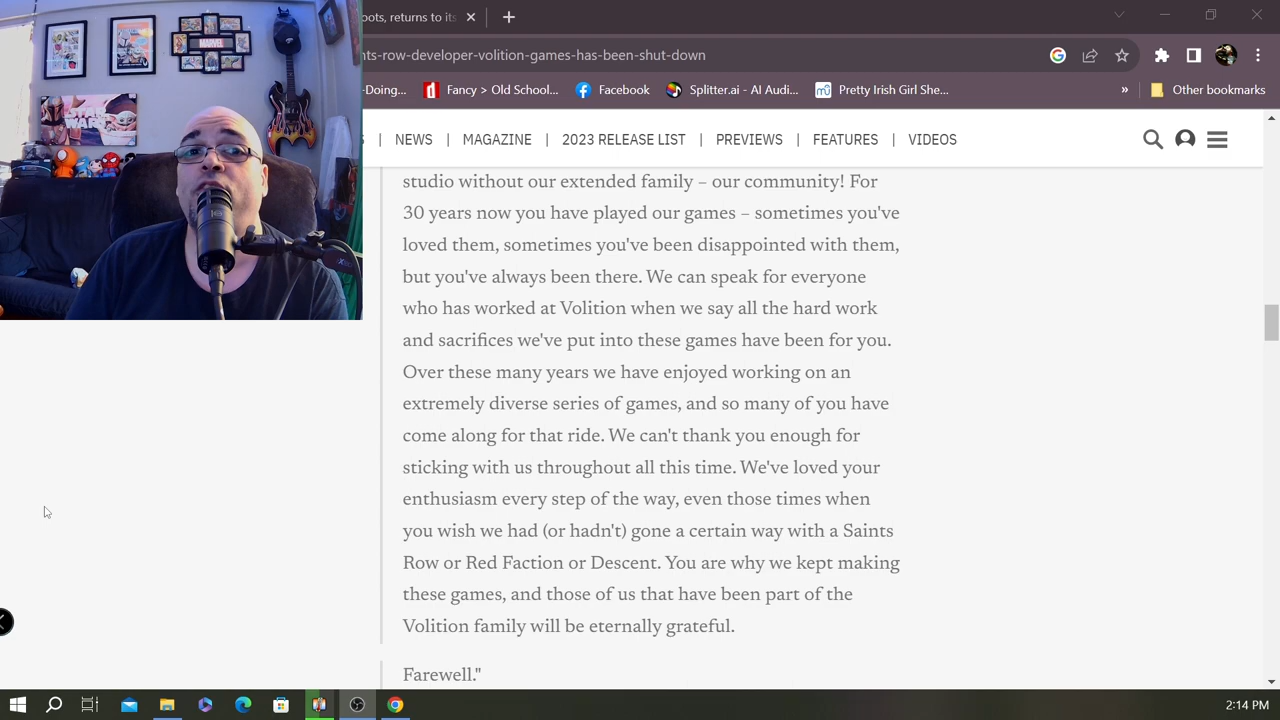 oots, returns to its
nts-row-developer-volition-games-has-been-shut-down
-Doing...
Fancy > Old School...
Facebook
Splitter.ai - AI Audi...
Pretty Irish Girl She...
»
Other bookmarks
NEWS | MAGAZINE | 2023 RELEASE LIST | PREVIEWS | FEATURES | VIDEOS
MARVEL
STAR WARS
studio without our extended family – our community! For
30 years now you have played our games – sometimes you've
loved them, sometimes you've been disappointed with them,
but you've always been there. We can speak for everyone
who has worked at Volition when we say all the hard work
and sacrifices we've put into these games have been for you.
Over these many years we have enjoyed working on an
extremely diverse series of games, and so many of you have
come along for that ride. We can't thank you enough for
sticking with us throughout all this time. We've loved your
enthusiasm every step of the way, even those times when
you wish we had (or hadn't) gone a certain way with a Saints
Row or Red Faction or Descent. You are why we kept making
these games, and those of us that have been part of the
Volition family will be eternally grateful.
Farewell."
2:14 PM